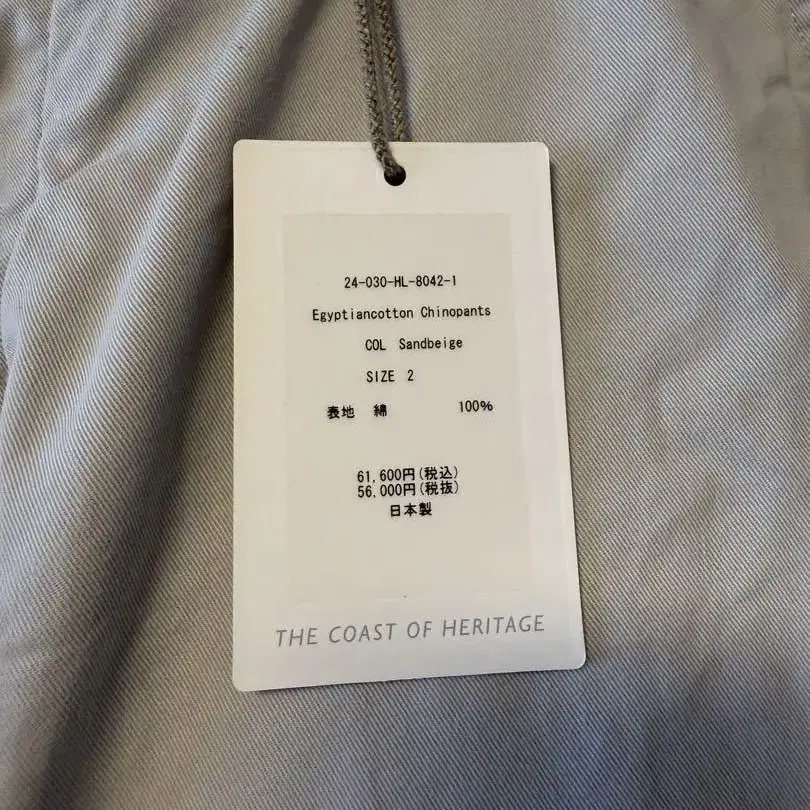 24-030-HL-8042-1
Egyptiancotton Chinopants
COL Sandbeige
SIZE 2
表地 綿 100%
61,600円(税込)
56,000円(税抜)
日本製
THE COAST OF HERITAGE